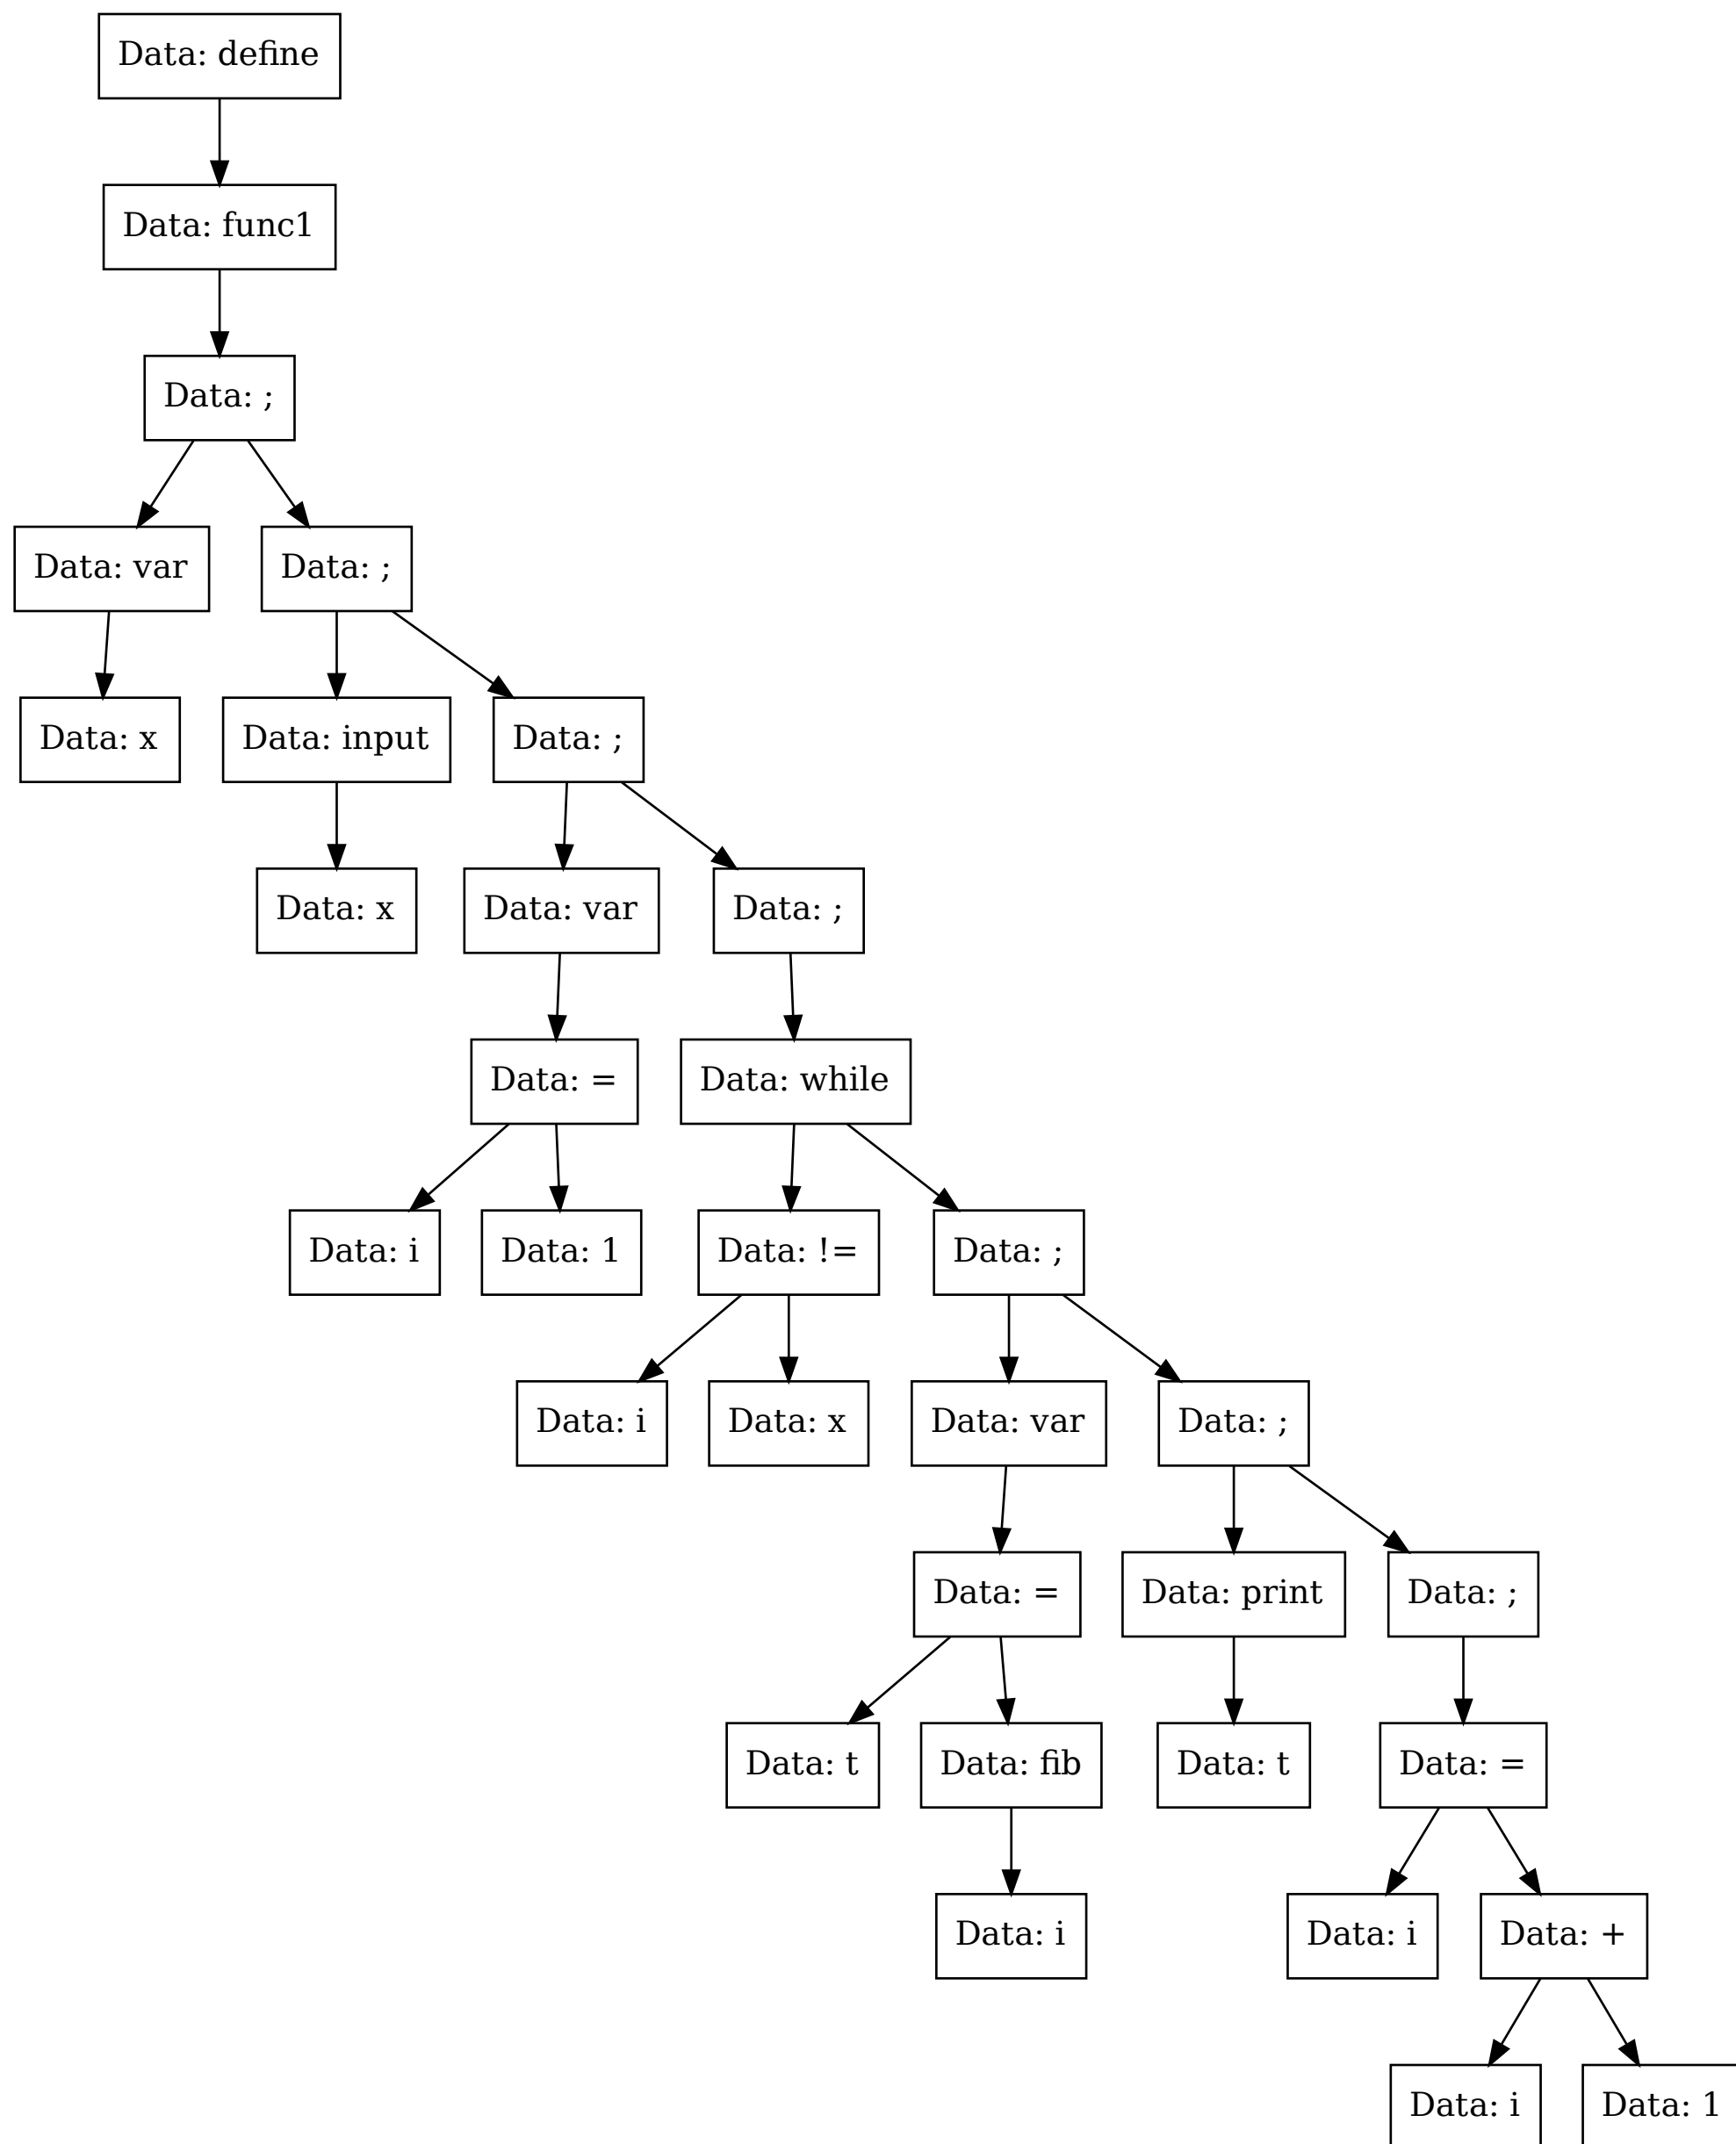 Data: define
Data: func1
Data: ;
Data: var
Data: ;
Data: x
Data: input
Data: ;
Data: x
Data: var
Data: ;
Data: =
Data: while
Data: i
Data: 1
Data: !=
Data: ;
Data: i
Data: x
Data: var
Data: ;
Data: =
Data: print
Data: ;
Data: t
Data: fib
Data: t
Data: =
Data: i
Data: i
Data: +
Data: i
Data: 1